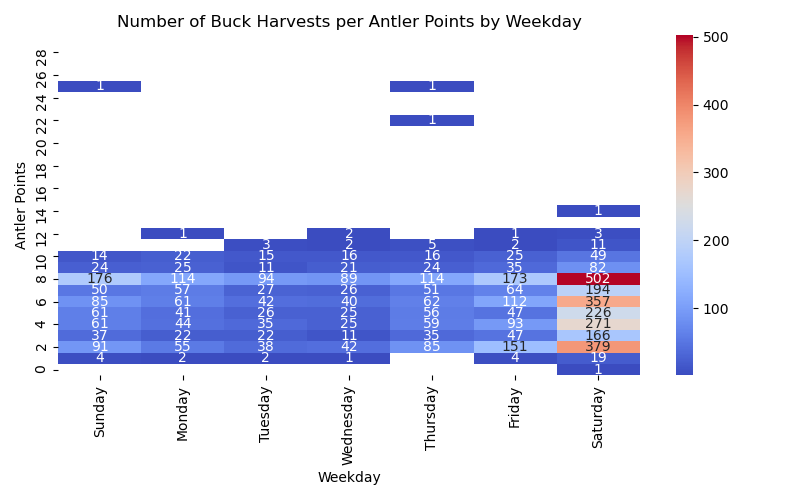 Number of Buck Harvests per Antler Points by Weekday
Antler Points
28
26
1 1
24
22 1
20
18
16
14 1
12 1 2 1 3
3 2 5 2 11
10 14 22 15 16 16 25 49
24 25 11 21 24 35 82
8 176 114 94 89 114 173 502
50 57 27 26 51 64 194
6 85 61 42 40 62 112 357
61 41 26 25 56 47 226
4 61 44 35 25 59 93 271
37 25 22 11 35 47 166
2 91 55 38 42 85 151 379
4 2 2 1 4 19
0 1
Sunday Monday Tuesday Wednesday Thursday Friday Saturday
Weekday
500
400
300
200
100